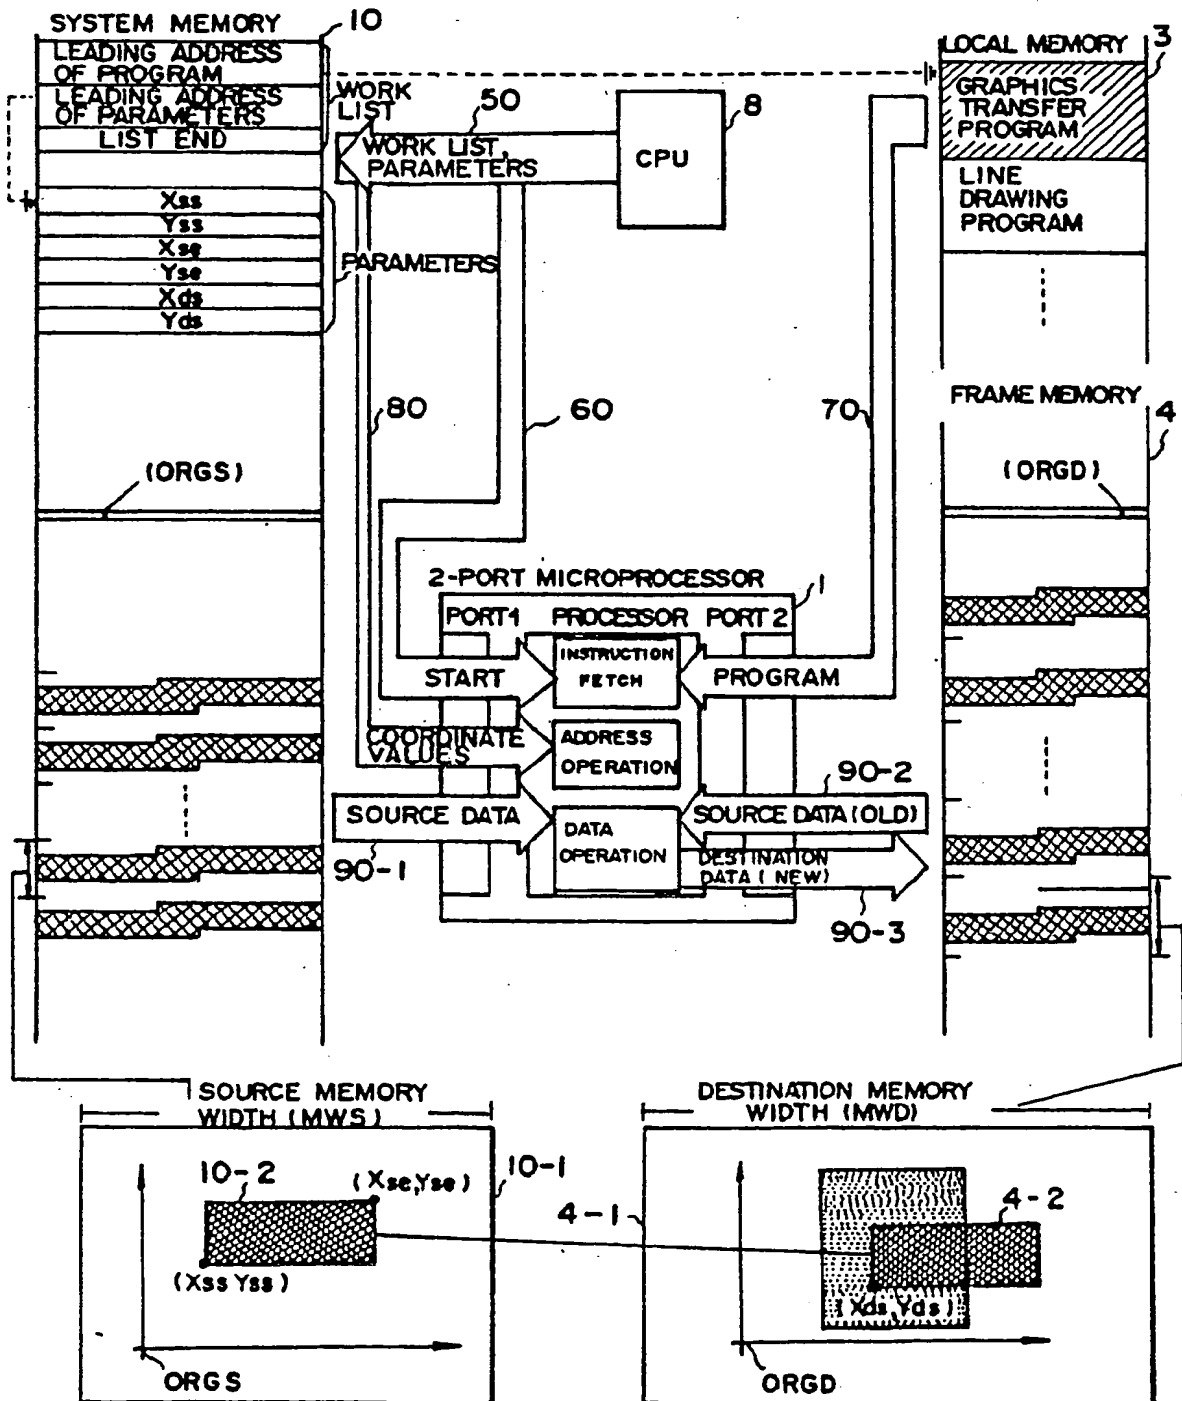 SYSTEM MEMORY
10
LEADING ADDRESS
OF PROGRAM
LEADING ADDRESS
OF PARAMETERS
LIST END
WORK
LIST
Xss
Yss
Xse
Yse
Xds
Yds
PARAMETERS
50
WORK LIST,
PARAMETERS
CPU
8
LOCAL MEMORY
3
GRAPHICS
TRANSFER
PROGRAM
LINE
DRAWING
PROGRAM
80
60
70
FRAME MEMORY
4
(ORGS)
(ORGD)
2-PORT MICROPROCESSOR
1
PORT 1
PROCESSOR
PORT 2
START
INSTRUCTION
FETCH
PROGRAM
COORDINATE
VALUES
ADDRESS
OPERATION
90-2
SOURCE DATA
DATA
OPERATION
SOURCE DATA (OLD)
90-1
DESTINATION
DATA (NEW)
90-3
SOURCE MEMORY
WIDTH (MWS)
DESTINATION MEMORY
WIDTH (MWD)
10-2
(Xse,Yse)
10-1
(Xss Yss)
ORGS
4-1
4-2
(Xds,Yds)
ORGD